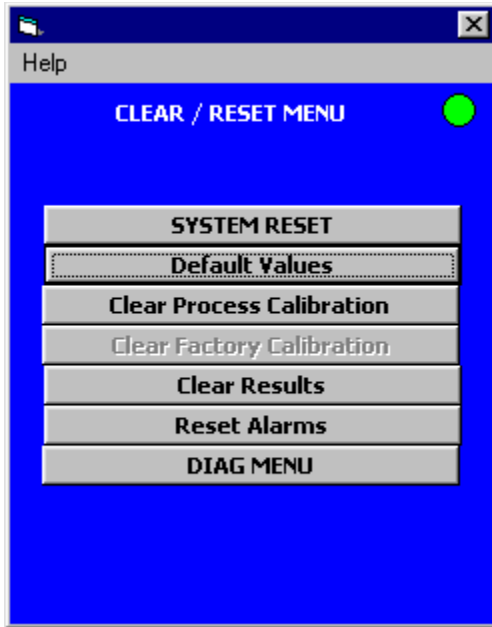 Help
CLEAR / RESET MENU
SYSTEM RESET
Default Values
Clear Process Calibration
Clear Factory Calibration
Clear Results
Reset Alarms
DIAG MENU